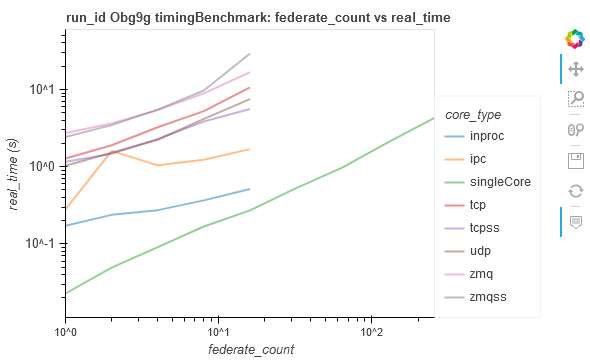 run_id Obg9g timingBenchmark: federate_count vs real_time
real_time (s)
10^1
10^0
10^-1
10^0
10^1
10^2
federate_count
core_type
inproc
ipc
singleCore
tcp
tcpss
udp
zmq
zmqss